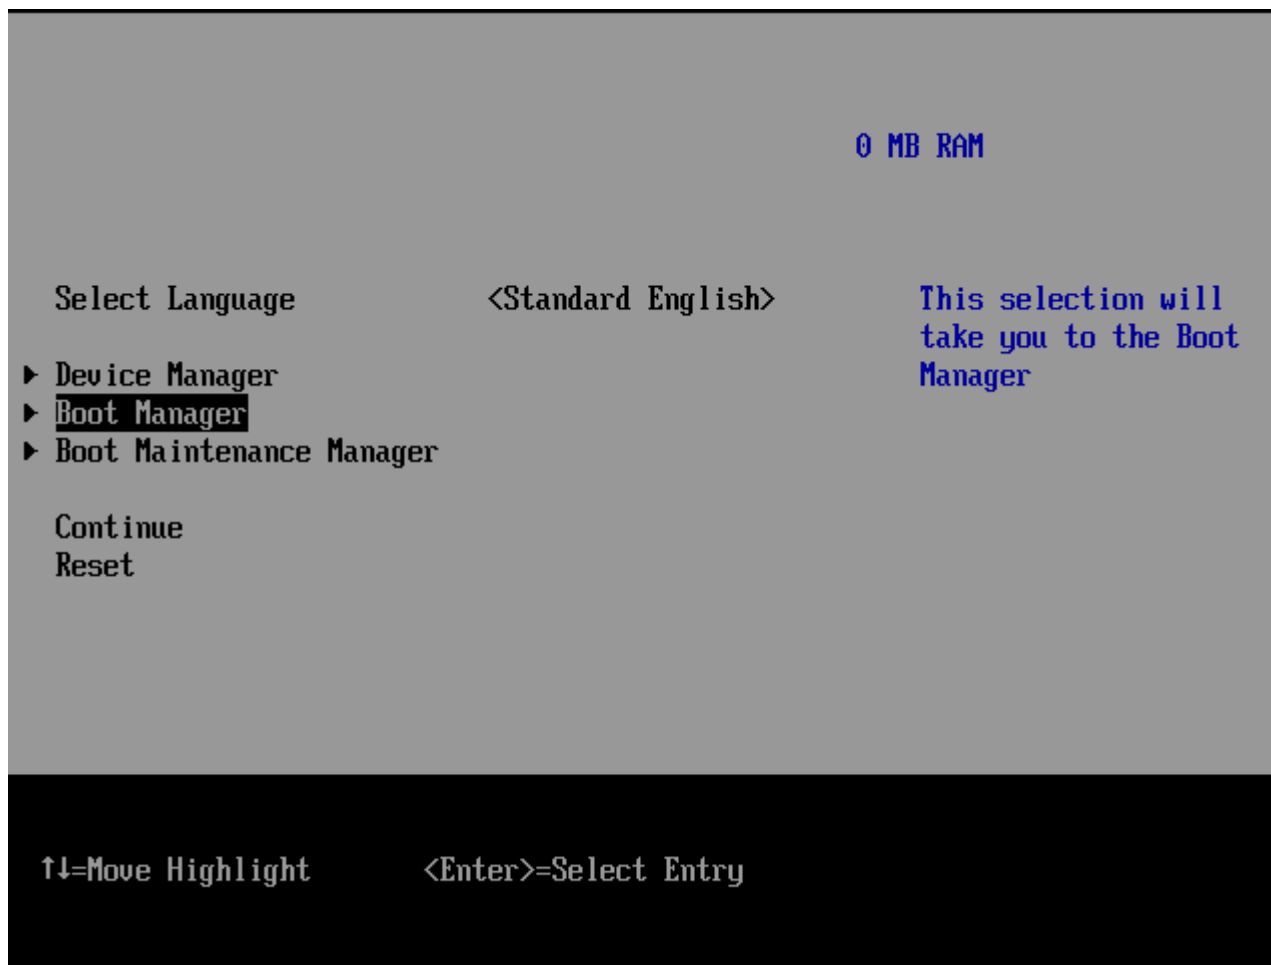 0 MB RAM
Select Language <Standard English> This selection will
take you to the Boot
Manager
Device Manager
Boot Manager
Boot Maintenance Manager
Continue
Reset
↑↓=Move Highlight <Enter>=Select Entry